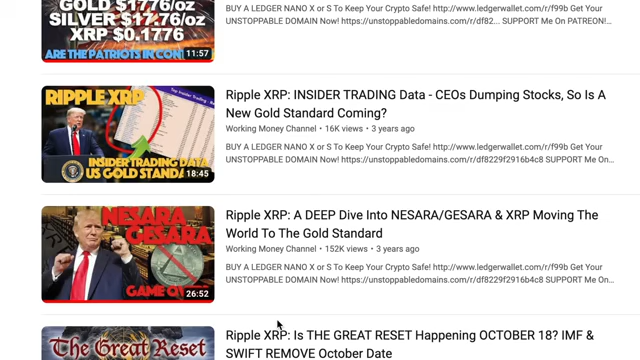 GOLD $1776/oz
SILVER $17.76/oz
XRP $0.1776
ARE THE PATRIOTS IN CON
11:57
BUY A LEDGER NANO X or S To Keep Your Crypto Safe! http://www.ledgerwallet.com/r/f99b Get Your
UNSTOPPABLE DOMAIN Now! https://unstoppabledomains.com/r/df82... SUPPORT Me On PATREON!...
RIPPLE XRP
INSIDER TRADING DATA
US GOLD STANDA
18:45
Ripple XRP: INSIDER TRADING Data - CEOs Dumping Stocks, So Is A
New Gold Standard Coming?
Working Money Channel • 16K views • 3 years ago
BUY A LEDGER NANO X or S To Keep Your Crypto Safe! http://www.ledgerwallet.com/r/f99b Get Your
UNSTOPPABLE DOMAIN Now! https://unstoppabledomains.com/r/df8229f2916b4c8 SUPPORT Me On...
NESARA
GESARA
GAME O
26:52
Ripple XRP: A DEEP Dive Into NESARA/GESARA & XRP Moving The
World To The Gold Standard
Working Money Channel • 152K views • 3 years ago
BUY A LEDGER NANO X or S To Keep Your Crypto Safe! http://www.ledgerwallet.com/r/f99b Get Your
UNSTOPPABLE DOMAIN Now! https://unstoppabledomains.com/r/df8229f2916b4c8 SUPPORT Me On...
The Great Reset
Ripple XRP: Is THE GREAT RESET Happening OCTOBER 18? IMF &
SWIFT REMOVE October Date